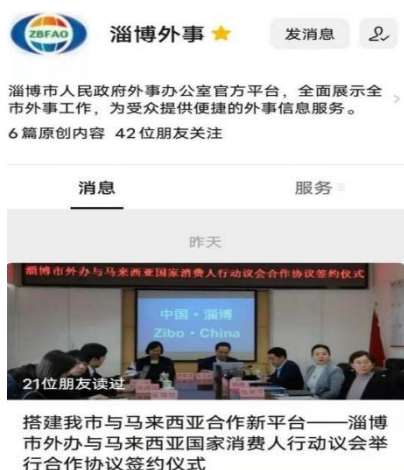 ZBFAO
淄博外事
发消息
淄博市人民政府外事办公室官方平台，全面展示全
市外事工作，为受众提供便捷的外事信息服务。
6篇原创内容 42位朋友关注
消息
服务
昨天
淄博市外办与马来西亚国家消费人行动议会合作协议签约仪式
中国·淄博
Zibo·China
21位朋友读过
搭建我市与马来西亚合作新平台——淄博
市外办与马来西亚国家消费人行动议会举
行合作协议签约仪式